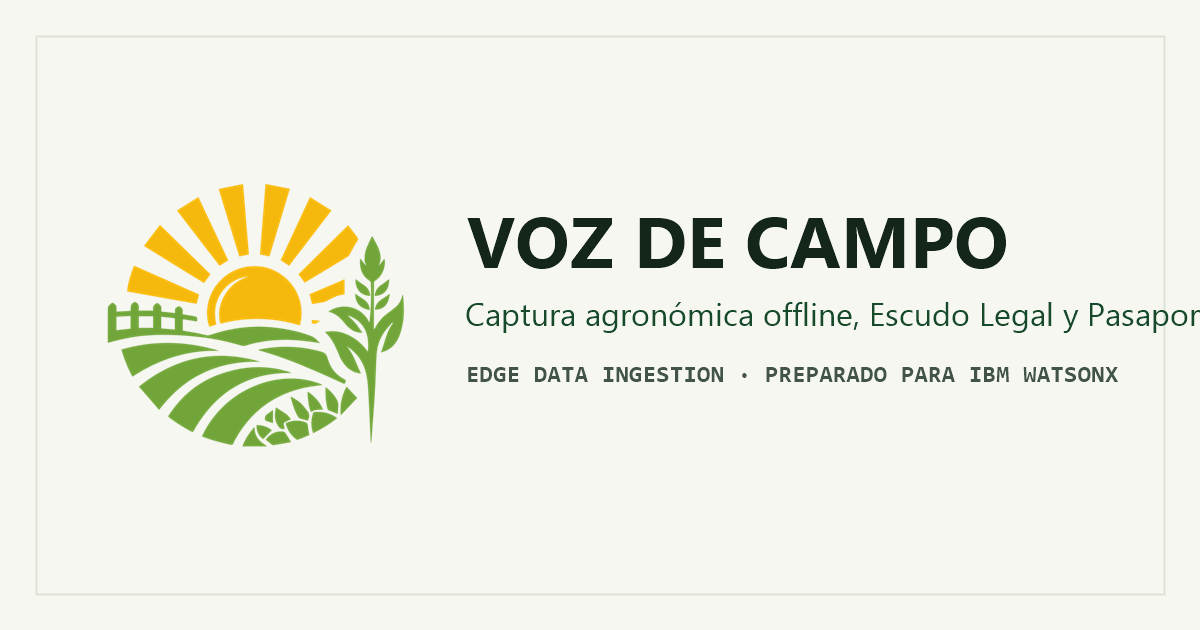 VOZ DE CAMPO
Captura agronómica offline, Escudo Legal y Pasapor
EDGE DATA INGESTION · PREPARADO PARA IBM WATSONX